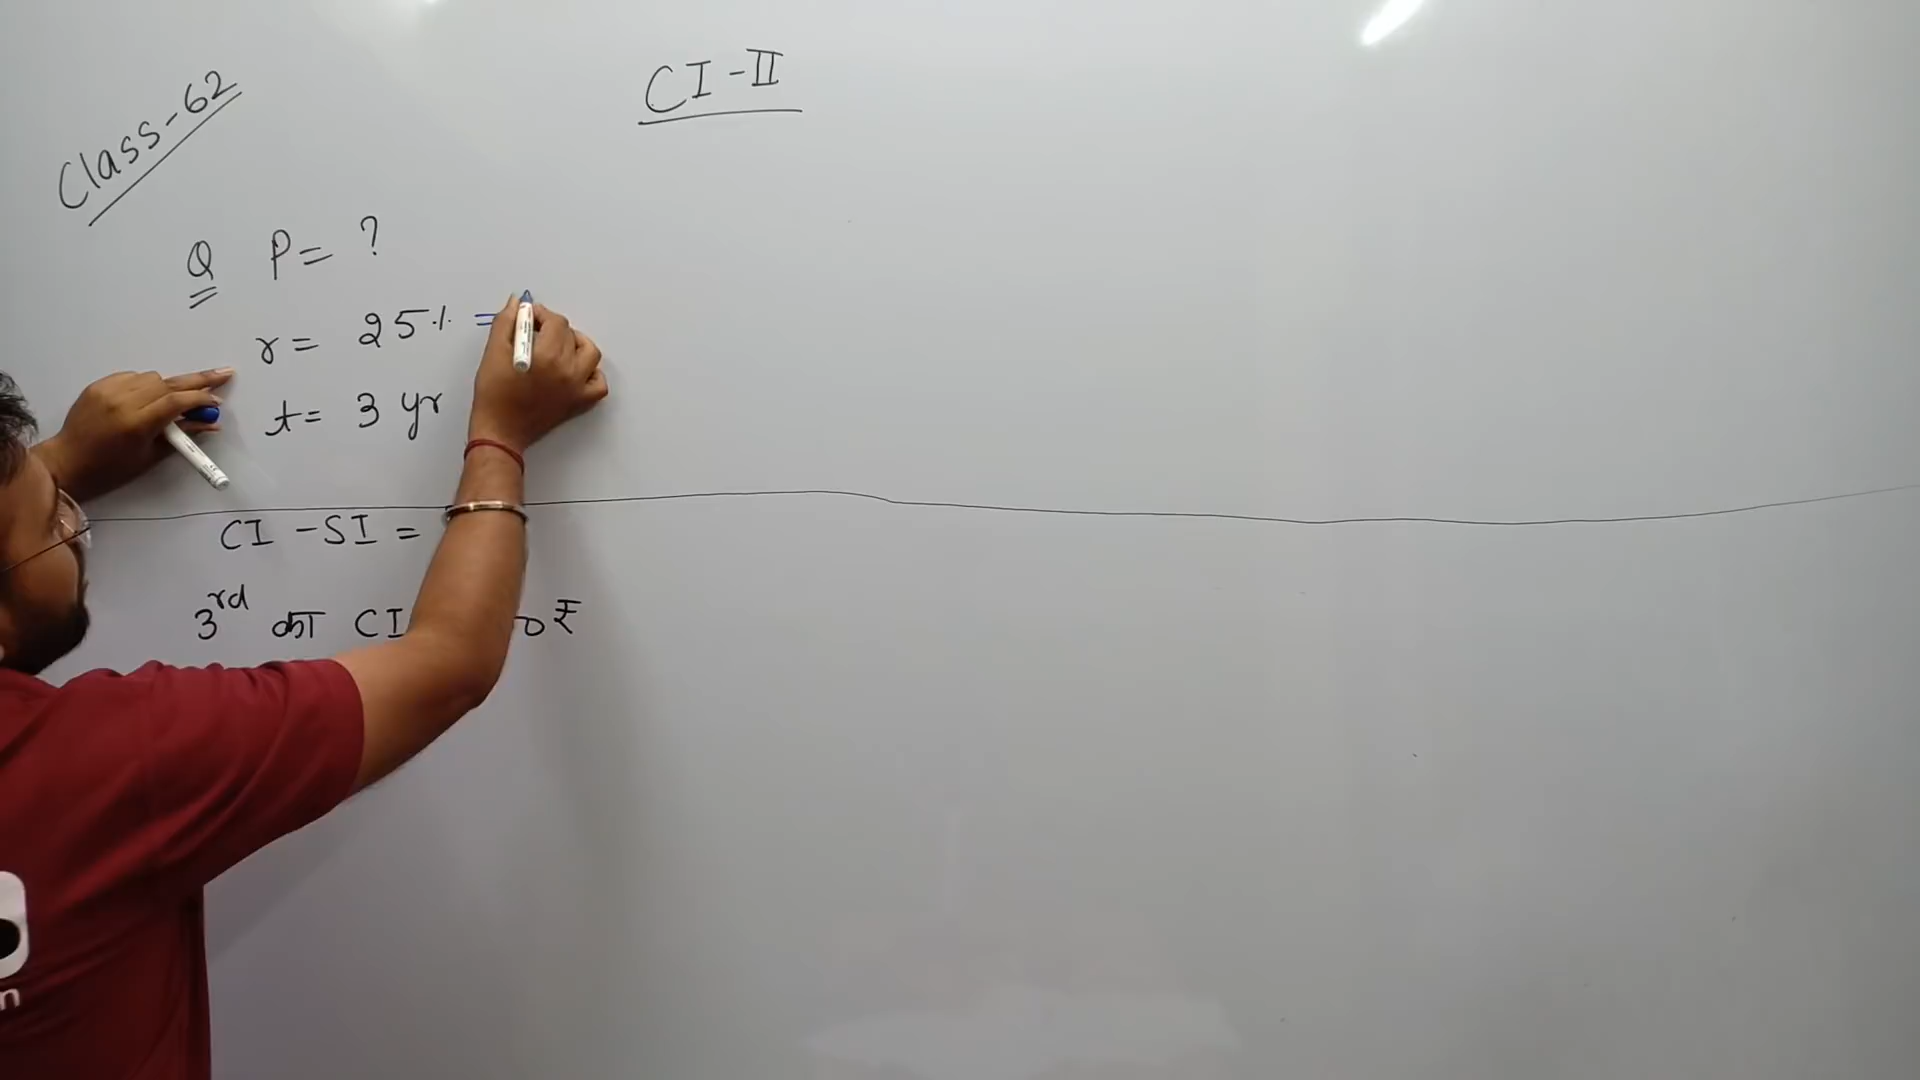 Class-62
CI-II
Q P= ?
r= 25% =
t= 3 yr
CI -SI =
3rd का CI ₹